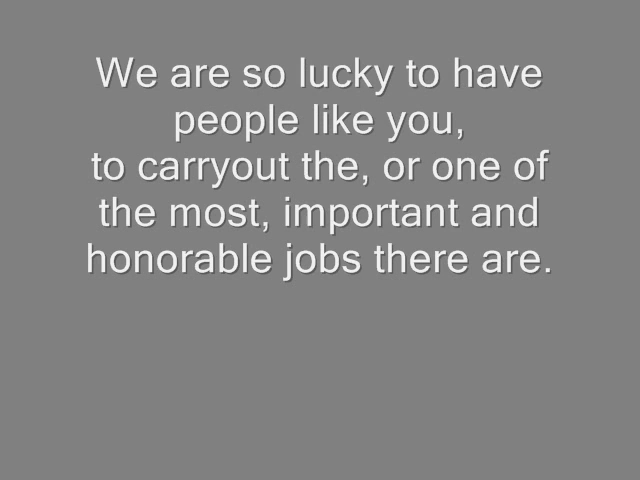 We are so lucky to have
people like you,
to carryout the, or one of
the most, important and
honorable jobs there are.